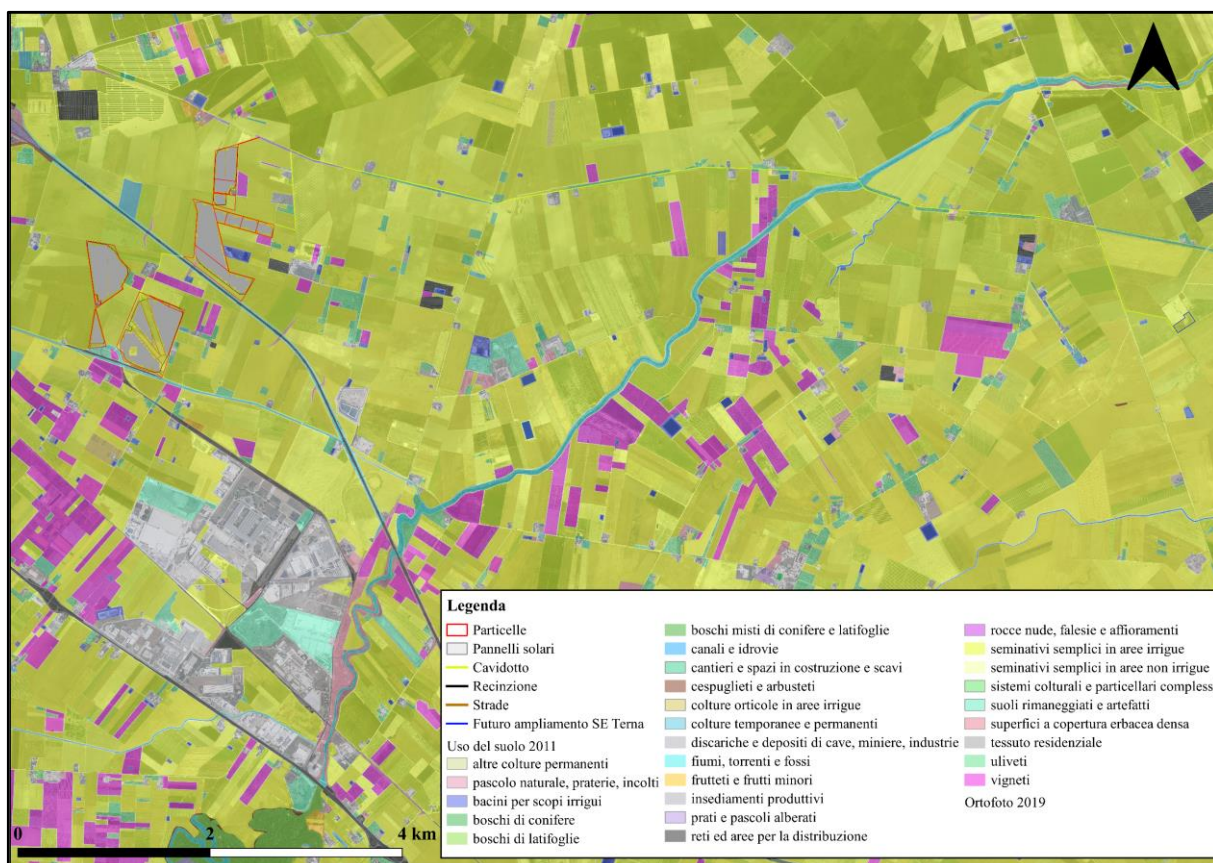 Legenda
Particelle
Pannelli solari
Cavidotto
Recinzione
Strade
Futuro ampliamento SE Terna
Uso del suolo 2011
altre colture permanenti
pascolo naturale, praterie, incolti
bacini per scopi irrigui
boschi di conifere
boschi di latifoglie
boschi misti di conifere e latifoglie
canali e idrovie
cantieri e spazi in costruzione e scavi
cespuglieti e arbusteti
colture orticole in aree irrigue
colture temporanee e permanenti
discariche e depositi di cave, miniere, industrie
fiumi, torrenti e fossi
frutteti e frutti minori
insediamenti produttivi
prati e pascoli alberati
reti ed aree per la distribuzione
rocce nude, falesie e affioramenti
seminativi semplici in aree irrigue
seminativi semplici in aree non irrigue
sistemi colturali e particellari compless
suoli rimaneggiati e artefatti
superfici a copertura erbacea densa
tessuto residenziale
uliveti
vigneti
Ortofoto 2019
0 2 4 km